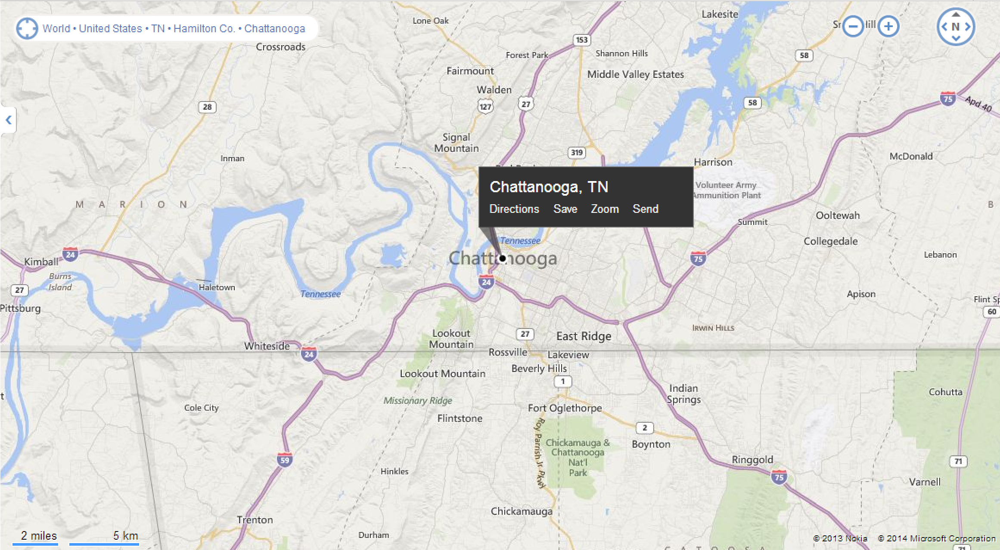 World • United States • TN • Hamilton Co. • Chattanooga
Lone Oak
Lakesite
N
Crossroads
153
Forest Park
Shannon Hills
58
Fairmount
Middle Valley Estates
Walden
28
127
27
58
75
Apd 40
Signal
Mountain
Inman
319
Harrison
McDonald
Chattanooga, TN
Directions Save Zoom Send
Volunteer Army
Ammunition Plant
MARION
B
Ooltewah
Summit
Collegedale
Tennessee
24
Kimball
Chattanooga
75
Lebanon
Burns
Island
27
Haletown
Tennessee
24
Apison
Pittsburg
Flint
60
Lookout
Mountain
27
East Ridge
IRWIN HILLS
Whiteside
24
Rossville
Lakeview
Beverly Hills
Lookout Mountain
1
Indian
Springs
Cohutta
t
Missionary Ridge
Cole City
Fort Oglethorpe
Flintstone
2
Roy Parrish Jr Pkwy
Chickamauga &
Chattanooga
Nat'l
Park
Boynton
59
Ringgold
71
Hinkles
75
Varnell
Chickamauga
Trenton
Durham
2 miles 5 km
© 2013 Nokia © 2014 Microsoft Corporation
71